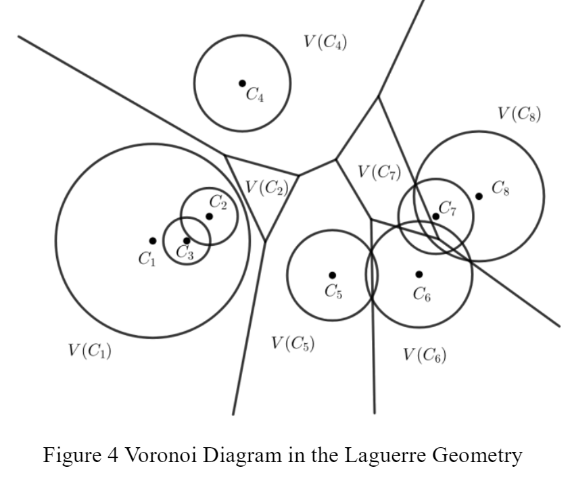 V(C₄)
C₄
V(C₈)
V(C₇)
V(C₂)
C₈
C₂
C₇
C₃
C₁
C₅
C₆
V(C₅)
V(C₁)
V(C₆)
Figure 4 Voronoi Diagram in the Laguerre Geometry